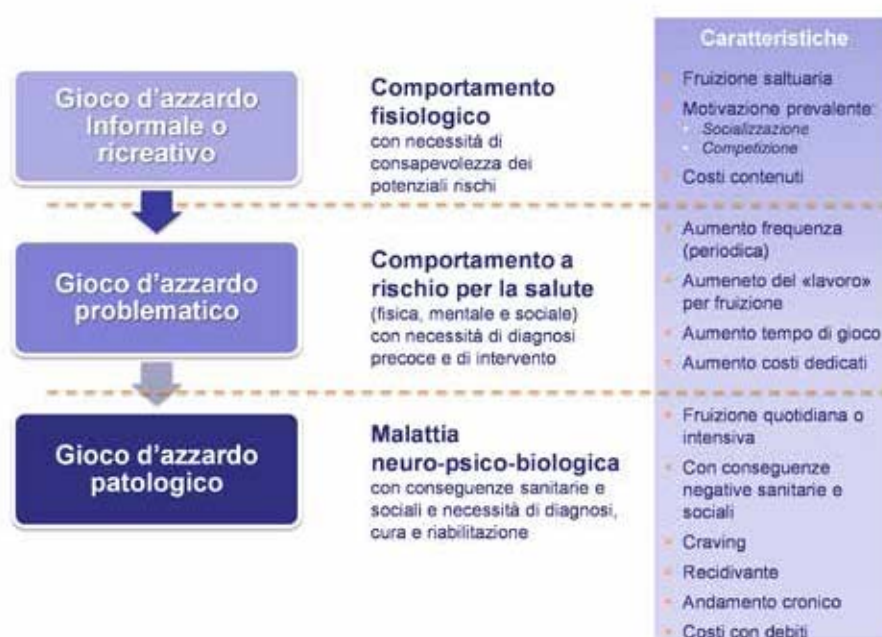 Caratteristiche
Gioco d'azzardo
Informale o
ricreativo
Comportamento
fisiologico
con necessità di
consapevolezza dei
potenziali rischi
Fruizione saltuaria
Motivazione prevalente:
Socializzazione
Competizione
Costi contenuti
Gioco d'azzardo
problematico
Comportamento a
rischio per la salute
(fisica, mentale e sociale)
con necessità di diagnosi
precoce e di intervento
Aumento frequenza
(periodica)
Aumeneto del «lavoro»
per fruizione
Aumento tempo di gioco
Aumento costi dedicati
Gioco d'azzardo
patologico
Malattia
neuro-psico-biologica
con conseguenze sanitarie e
sociali e necessità di diagnosi,
cura e riabilitazione
Fruizione quotidiana o
intensiva
Con conseguenze
negative sanitarie e
sociali
Craving
Recidivante
Andamento cronico
Costi con debiti